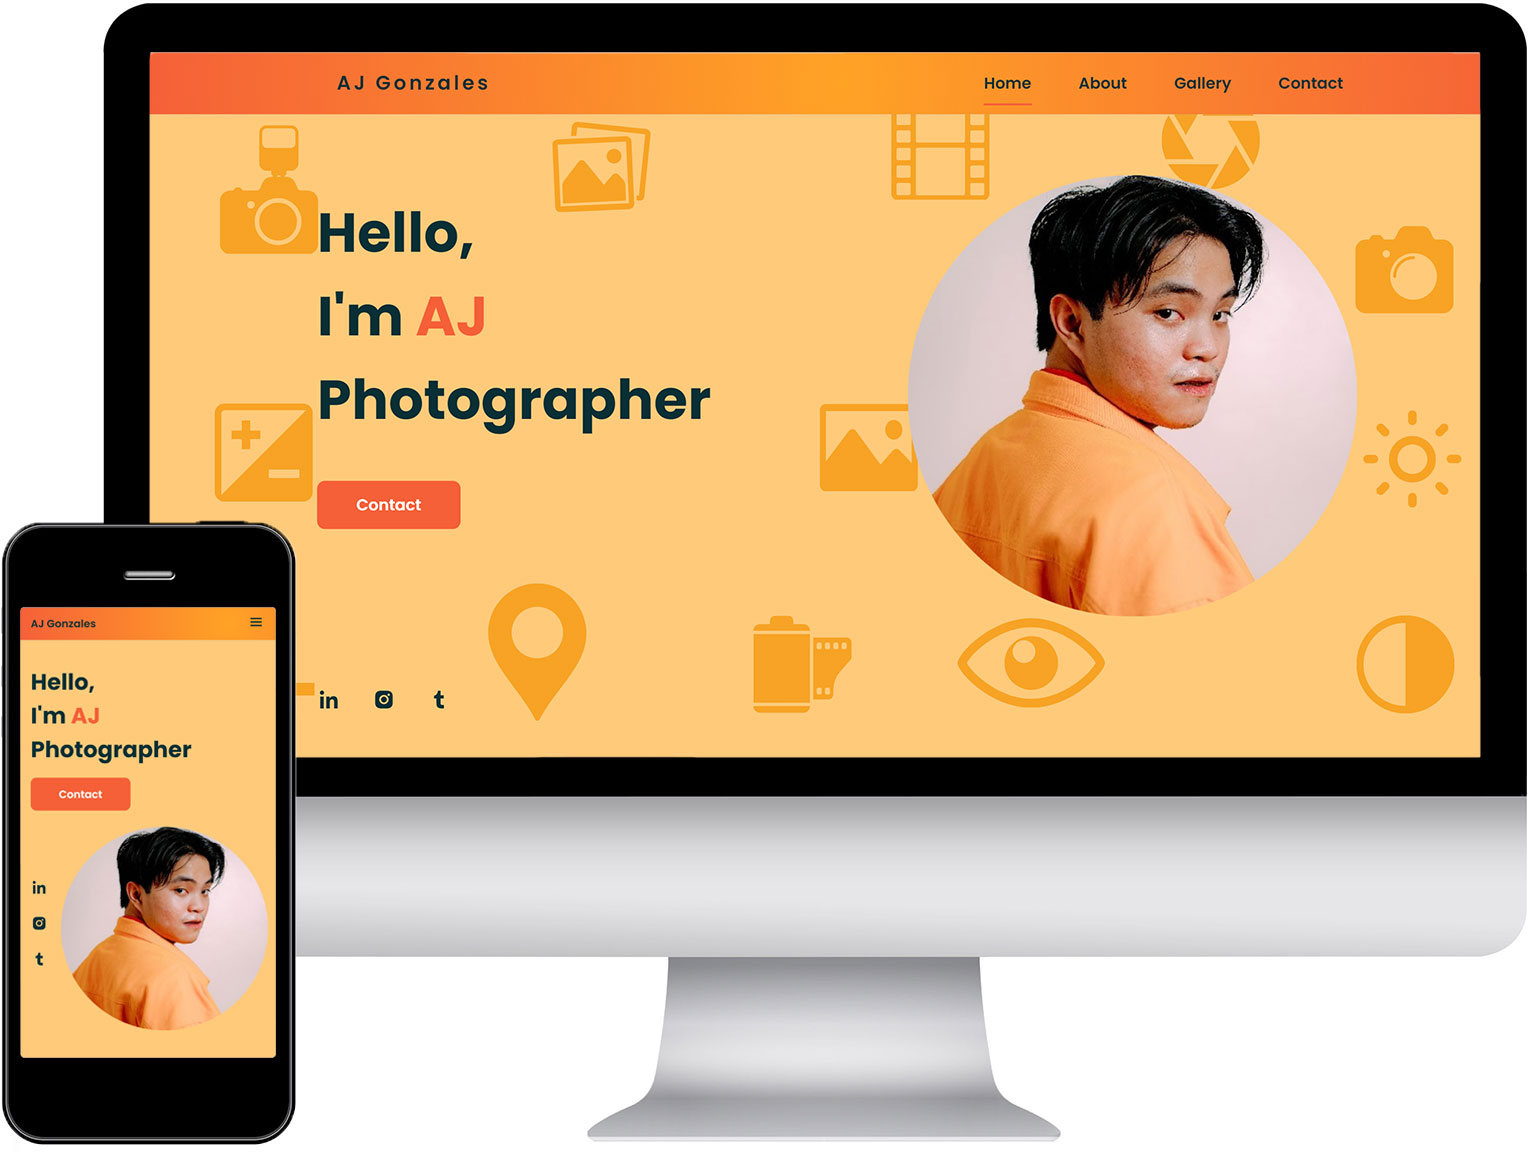 AJ Gonzales
Home About Gallery Contact
Hello,
I'm AJ
Photographer
Contact
in t
AJ Gonzales
Hello,
I'm AJ
Photographer
Contact
in
t